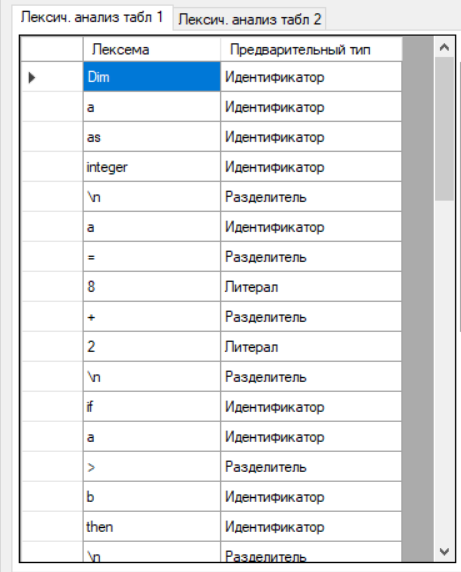 Лексич. анализ табл 1 Лексич. анализ табл 2
Лексема Предварительный тип
Dim Идентификатор
a Идентификатор
as Идентификатор
integer Идентификатор
\n Разделитель
a Идентификатор
= Разделитель
8 Литерал
+ Разделитель
2 Литерал
\n Разделитель
if Идентификатор
a Идентификатор
> Разделитель
b Идентификатор
then Идентификатор
\n Разделитель